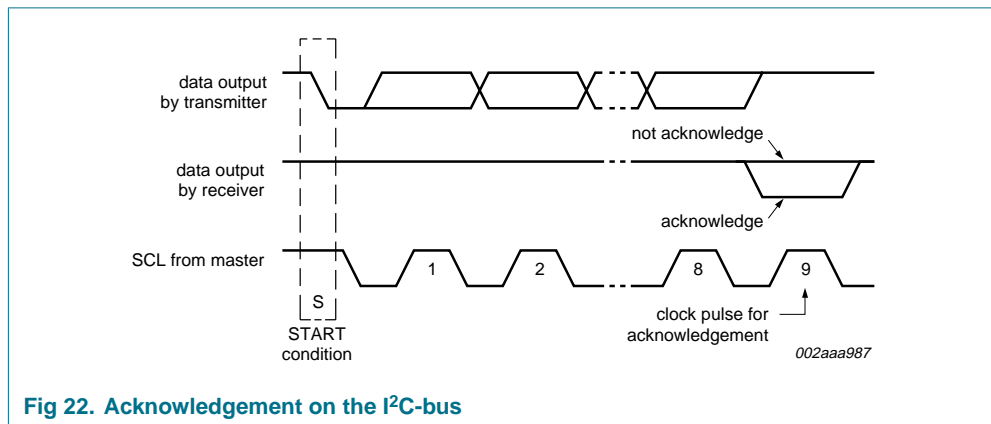 data output
by transmitter
not acknowledge
data output
by receiver
acknowledge
SCL from master
1
2
8
9
S
START
condition
clock pulse for
acknowledgement
002aaa987
Fig 22. Acknowledgement on the I²C-bus